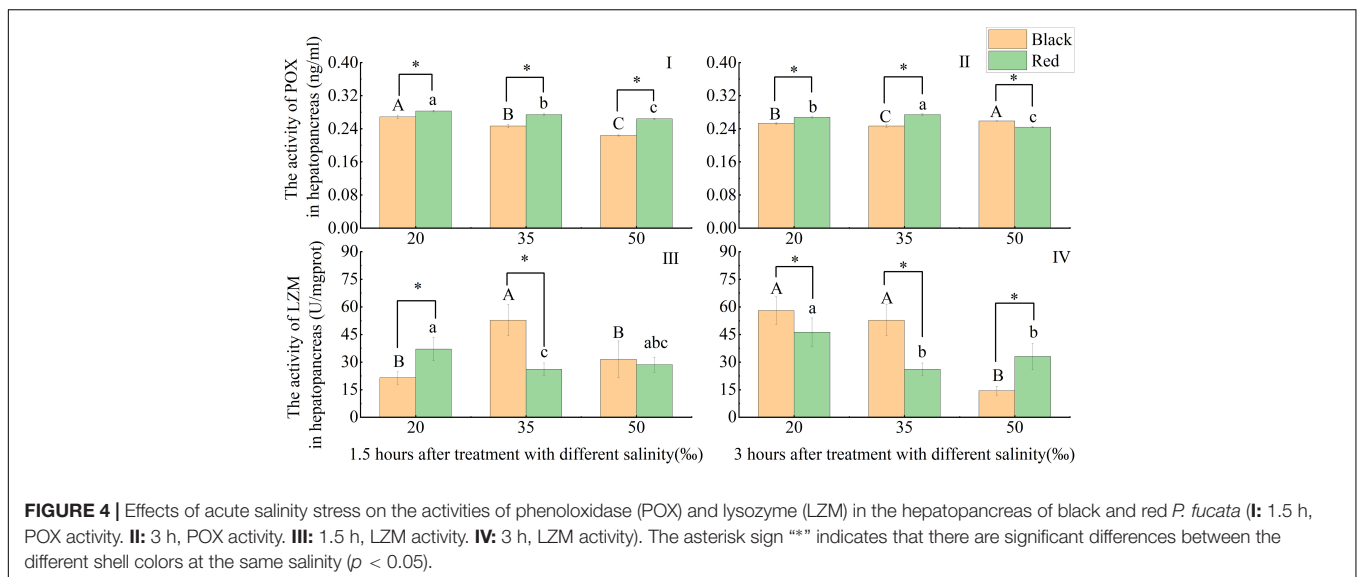 Black
Red
The activity of POX
in hepatopancreas (ng/ml)
0.40
0.32
0.24
0.16
0.08
0.00
I
*
*
*
A
a
B
b
C
c
20
35
50
0.40
0.32
0.24
0.16
0.08
0.00
II
*
*
*
B
b
C
a
A
c
20
35
50
The activity of LZM
in hepatopancreas (U/mgprot)
90
75
60
45
30
15
0
III
*
*
B
a
A
c
B
abc
20
35
50
1.5 hours after treatment with different salinity(‰)
90
75
60
45
30
15
0
IV
*
*
*
A
a
A
b
B
b
20
35
50
3 hours after treatment with different salinity(‰)
FIGURE 4 | Effects of acute salinity stress on the activities of phenoloxidase (POX) and lysozyme (LZM) in the hepatopancreas of black and red P. fucata (I: 1.5 h,
POX activity. II: 3 h, POX activity. III: 1.5 h, LZM activity. IV: 3 h, LZM activity). The asterisk sign “*” indicates that there are significant differences between the
different shell colors at the same salinity (p < 0.05).